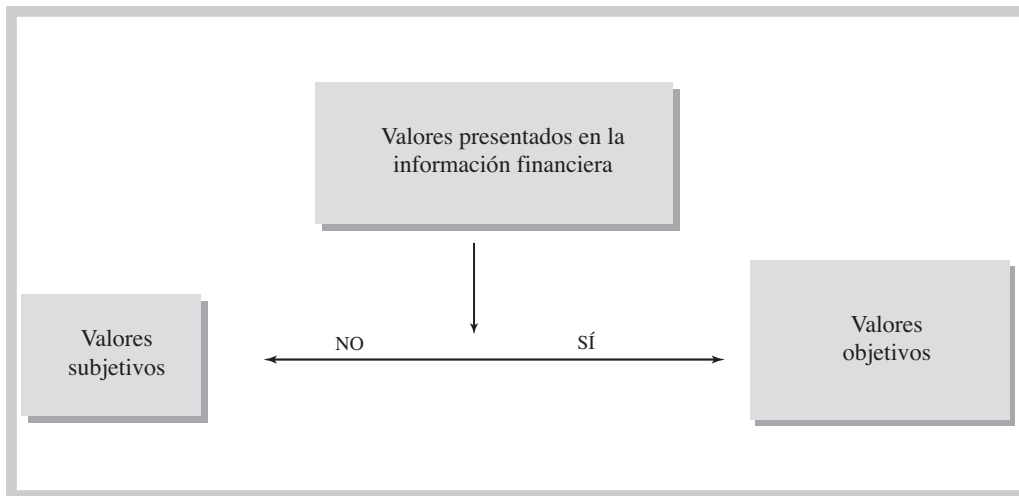 Valores presentados en la
información financiera
NO
SÍ
Valores
subjetivos
Valores
objetivos